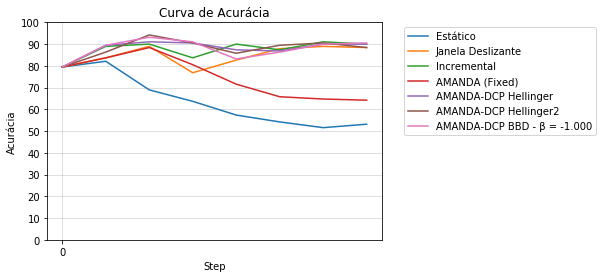 Curva de Acurácia
100
90
80
70
60
50
40
30
20
10
0
Acurácia
0
Step
Estático
Janela Deslizante
Incremental
AMANDA (Fixed)
AMANDA-DCP Hellinger
AMANDA-DCP Hellinger2
AMANDA-DCP BBD - β = -1.000